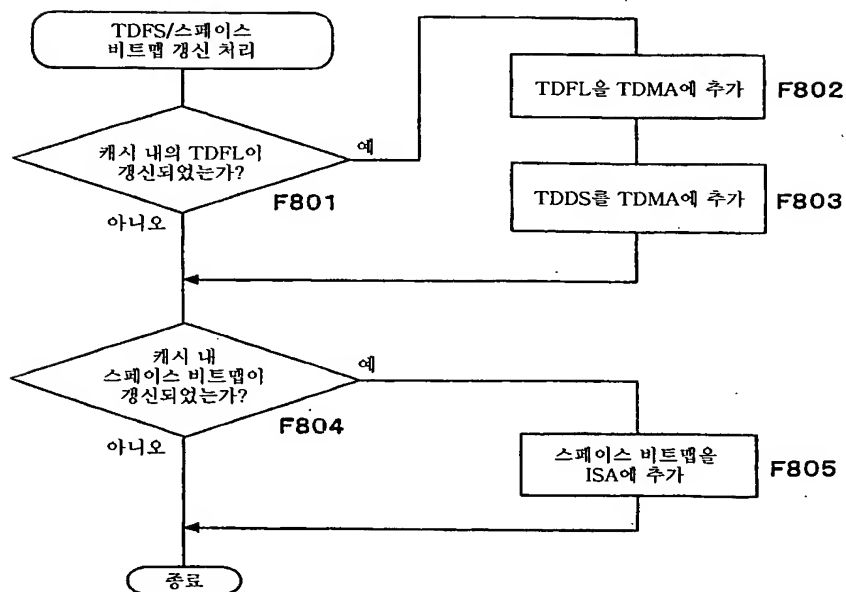 TDFS/스페이스
비트맵 갱신 처리
캐시 내의 TDFL이
갱신되었는가?
예
F801
아니오
TDFL을 TDMA에 추가
F802
TDDS를 TDMA에 추가
F803
캐시 내
스페이스 비트맵이
갱신되었는가?
예
F804
아니오
스페이스 비트맵을
ISA에 추가
F805
종료